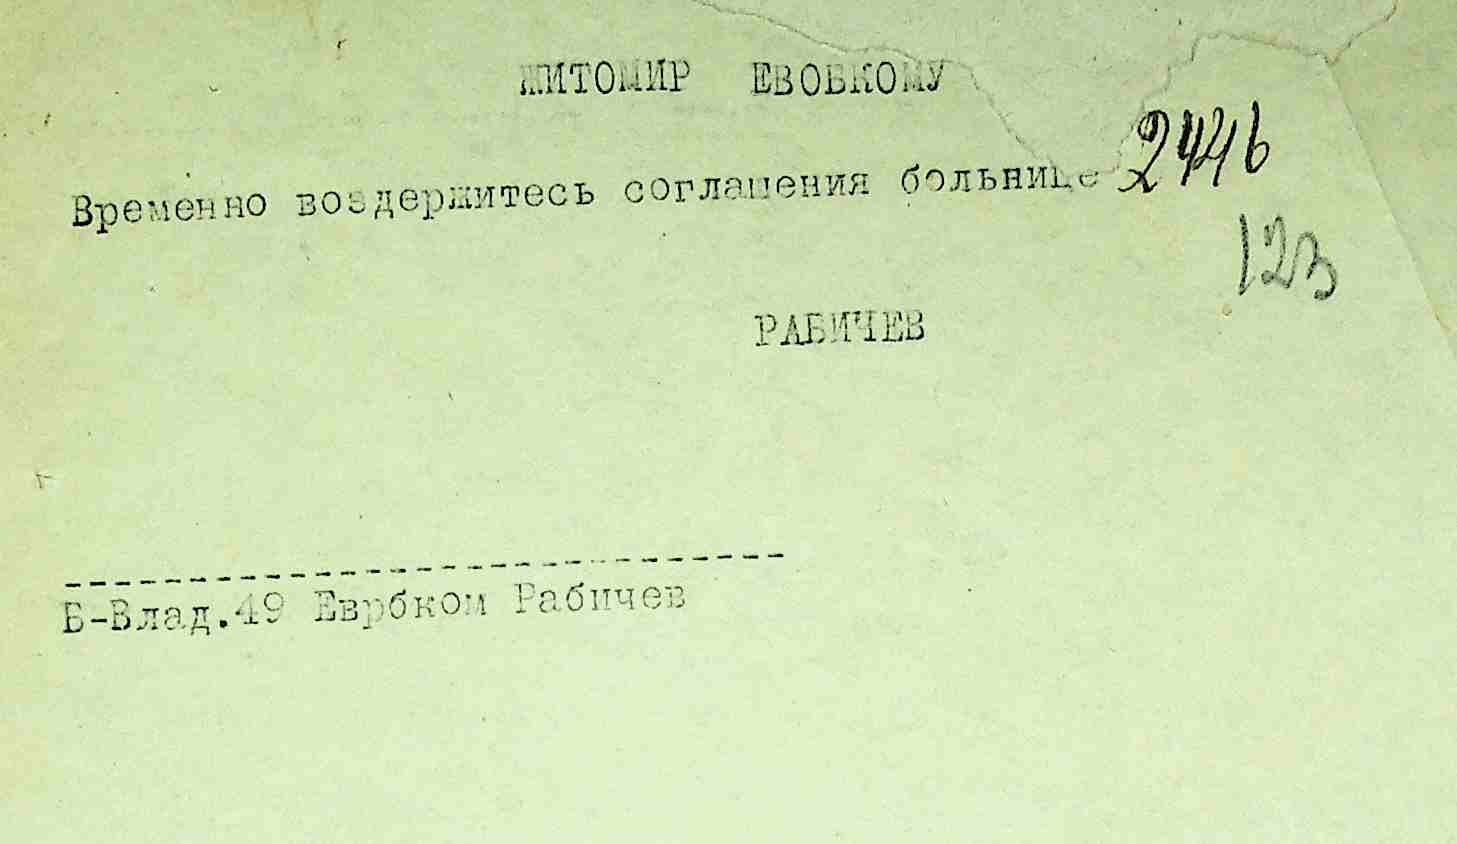 ЖИТОМИР ЕВОБКОМУ
2446
Временно воздержитесь соглашения больнице
123
РАБИЧЕВ
------------------------------
Б-Влад.49 Еврбком Рабичев